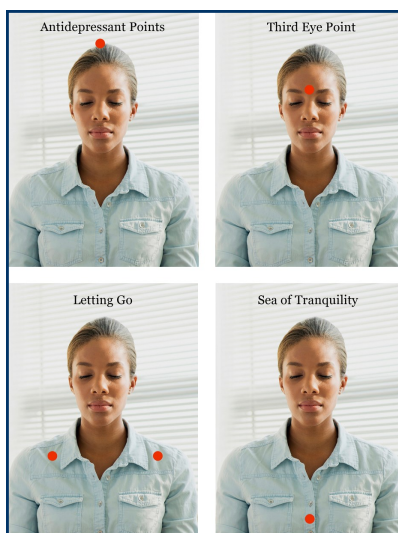 Antidepressant Points
Third Eye Point
Letting Go
Sea of Tranquility